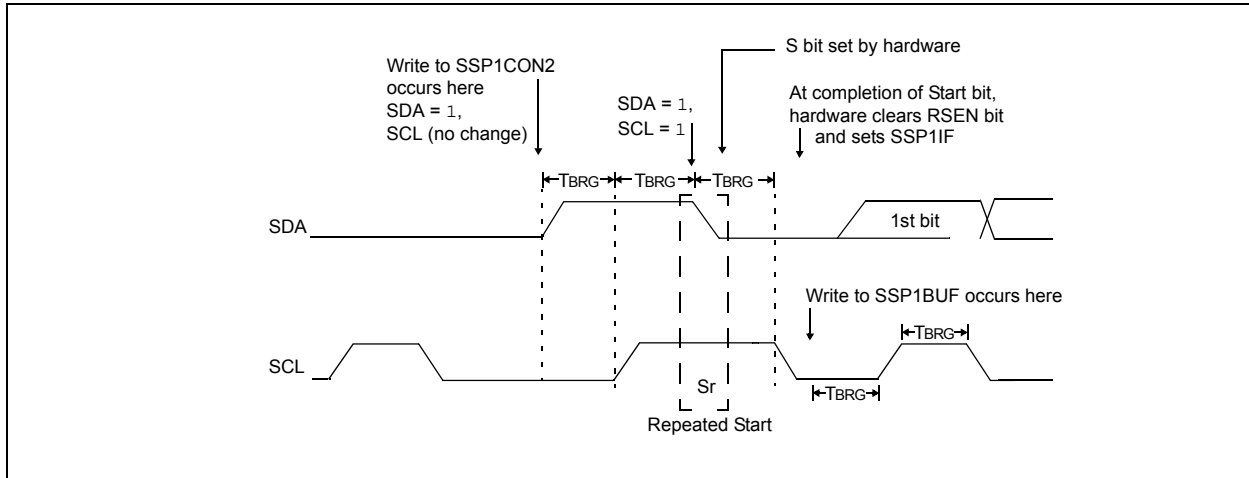 S bit set by hardware
Write to SSP1CON2
occurs here
SDA = 1,
SCL (no change)
SDA = 1,
SCL = 1
At completion of Start bit,
hardware clears RSEN bit
and sets SSP1IF
TBRG TBRG TBRG
SDA
1st bit
Write to SSP1BUF occurs here
TBRG
SCL
Sr
TBRG
Repeated Start